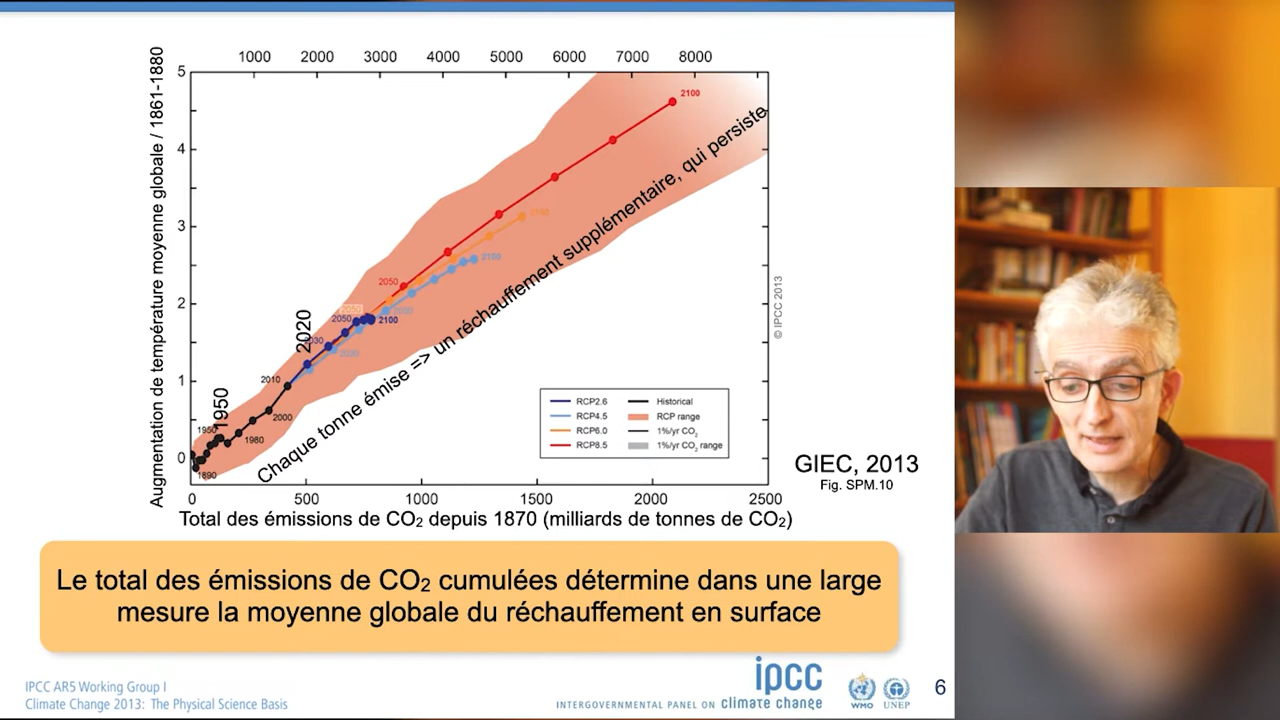 1000 2000 3000 4000 5000 6000 7000 8000
Augmentation de température moyenne globale / 1861-1880
5
4
3
2
1
0
2100
2100
2100
2050
2050
2050
2100
2030
2020
2010
2000
1980
1950
1950
1890
Chaque tonne émise => un réchauffement supplémentaire, qui persiste
© IPCC 2013
RCP2.6 Historical
RCP4.5 RCP range
RCP6.0 1%/yr CO2
RCP8.5 1%/yr CO2 range
0 500 1000 1500 2000 2500
Total des émissions de CO2 depuis 1870 (milliards de tonnes de CO2)
GIEC, 2013
Fig. SPM.10
Le total des émissions de CO2 cumulées détermine dans une large
mesure la moyenne globale du réchauffement en surface
IPCC AR5 Working Group I
Climate Change 2013: The Physical Science Basis
ipcc
INTERGOVERNMENTAL PANEL ON climate change
WMO UNEP
6